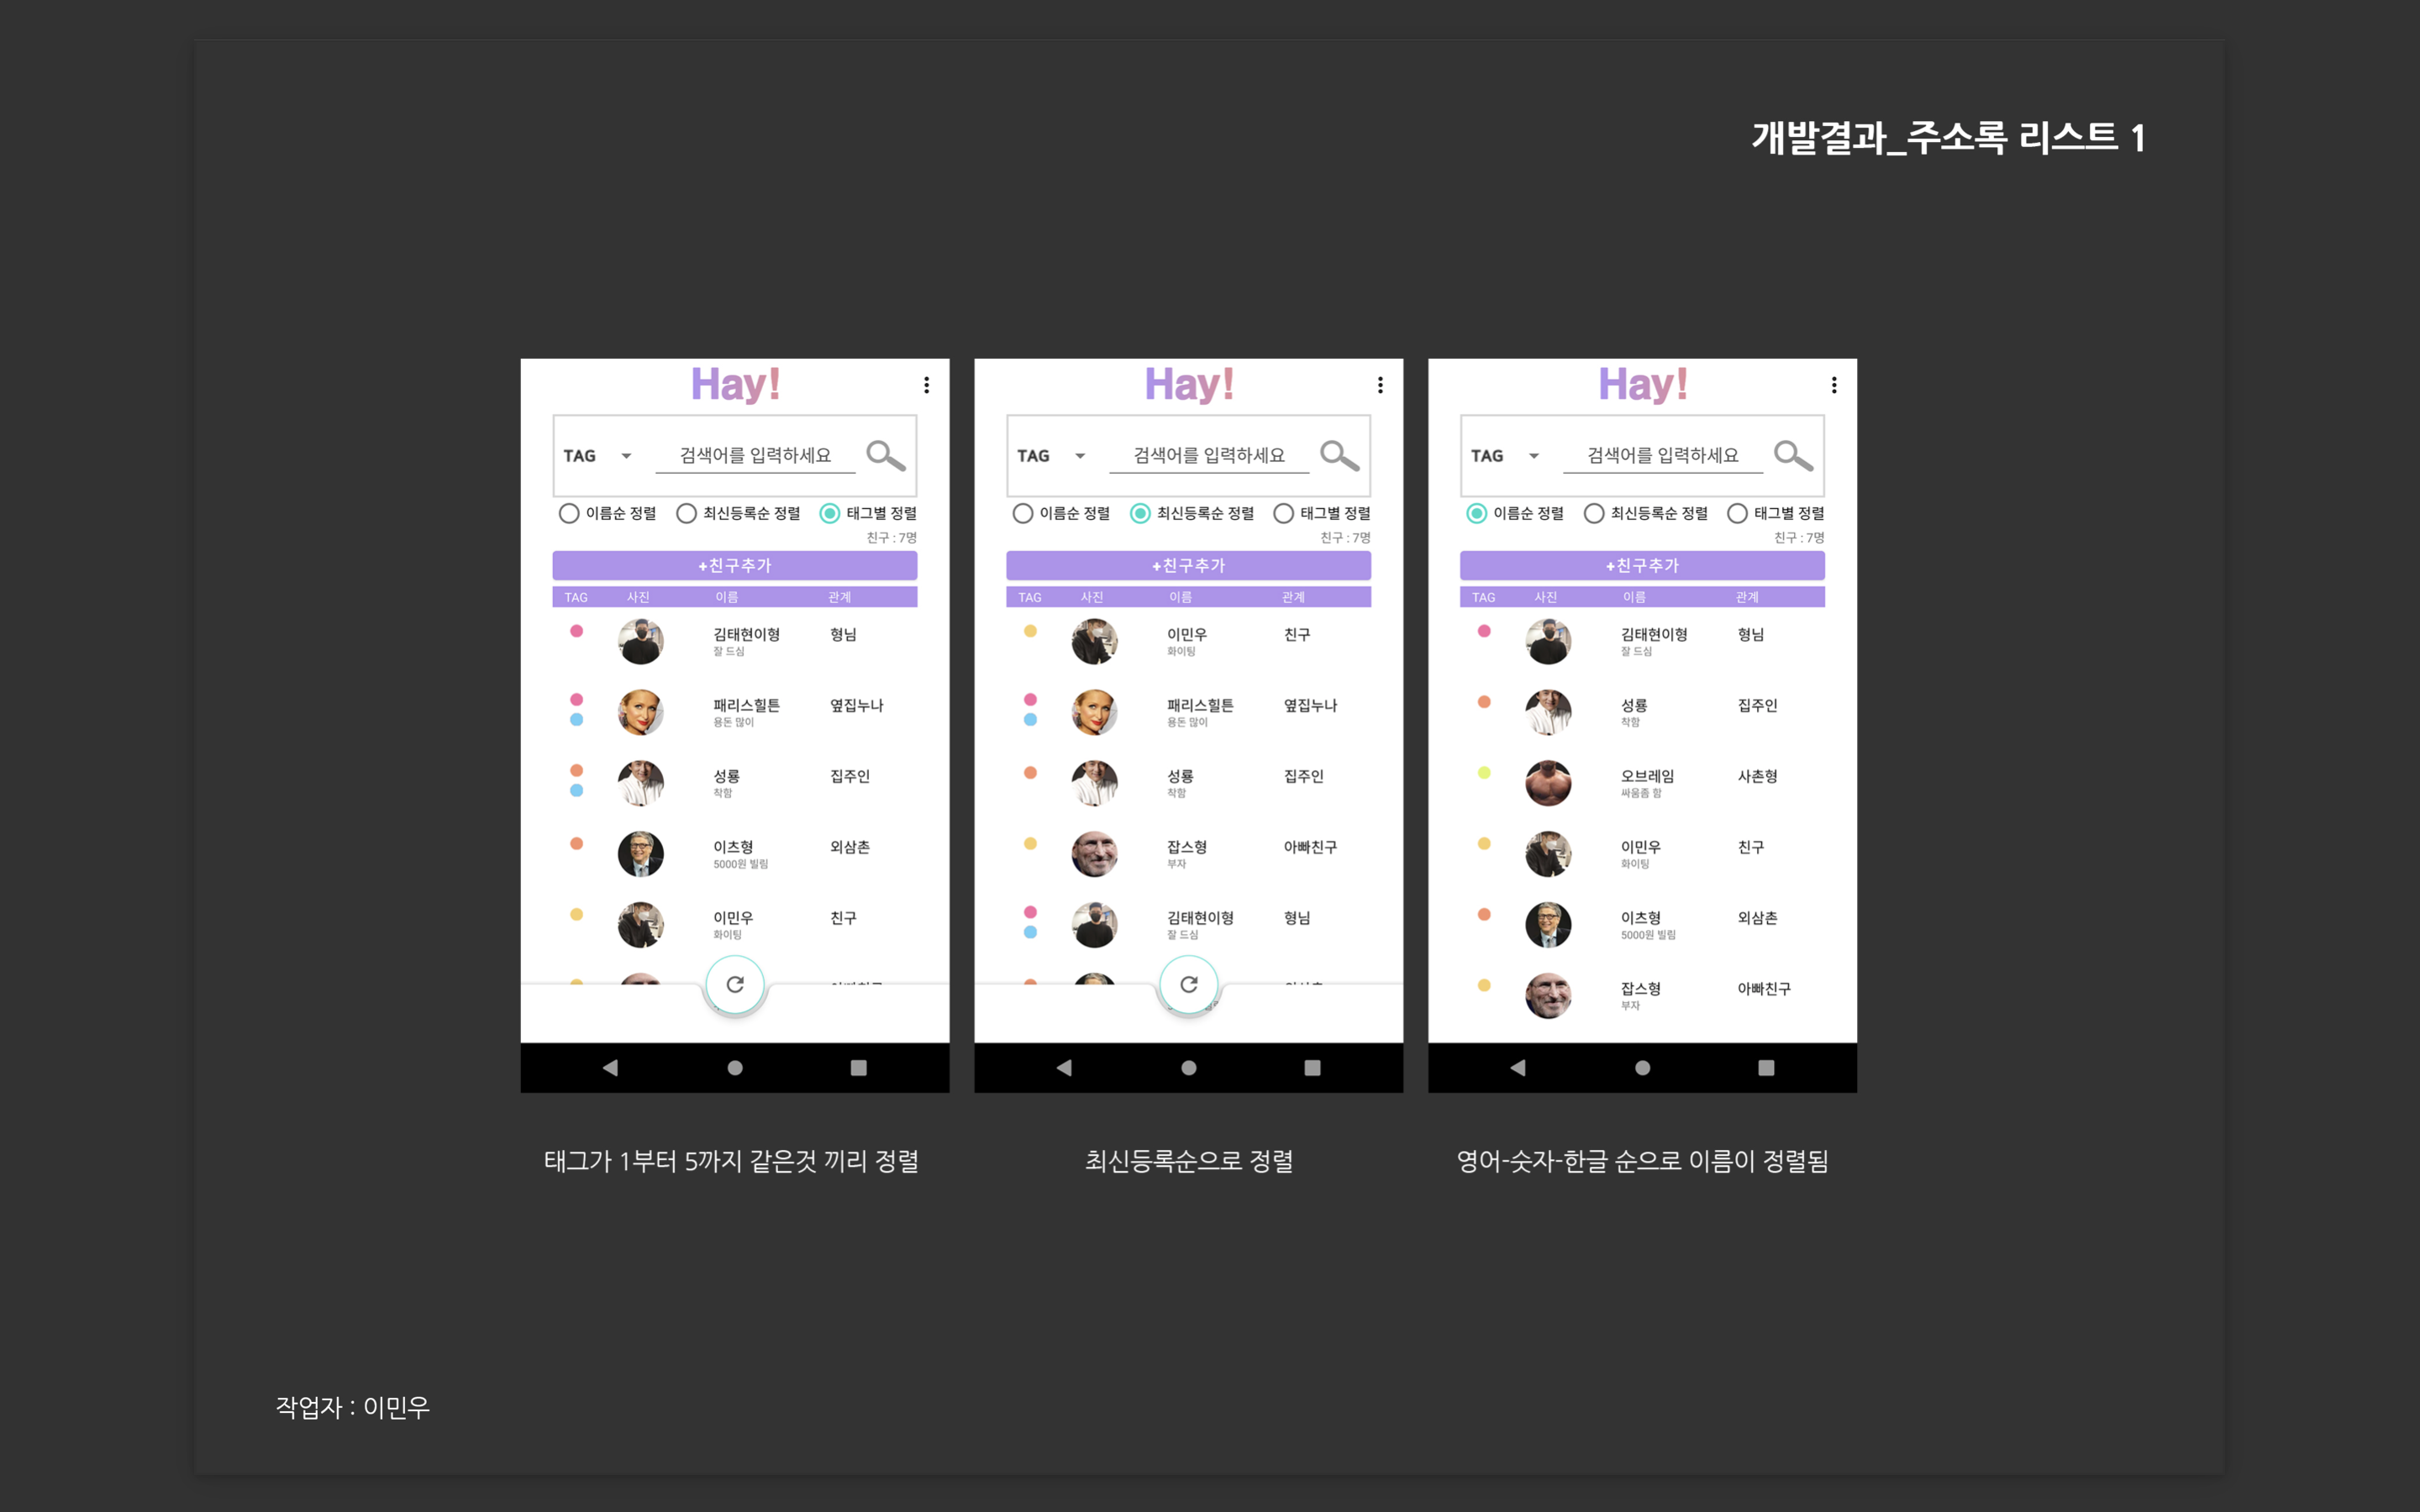 개발결과_주소록 리스트 1
Hay!
TAG 검색어를 입력하세요
이름순 정렬 최신등록순 정렬 태그별 정렬
친구 : 7명
+친구추가
TAG 사진 이름 관계
김태현이형 형님
잘 드심
패리스힐튼 옆집누나
용돈 많이
성룡 집주인
착함
이츠형 외삼촌
5000원 빌림
이민우 친구
화이팅
태그가 1부터 5까지 같은것 끼리 정렬
Hay!
TAG 검색어를 입력하세요
이름순 정렬 최신등록순 정렬 태그별 정렬
친구 : 7명
+친구추가
TAG 사진 이름 관계
이민우 친구
화이팅
패리스힐튼 옆집누나
용돈 많이
성룡 집주인
착함
잡스형 아빠친구
부자
김태현이형 형님
잘 드심
최신등록순으로 정렬
Hay!
TAG 검색어를 입력하세요
이름순 정렬 최신등록순 정렬 태그별 정렬
친구 : 7명
+친구추가
TAG 사진 이름 관계
김태현이형 형님
잘 드심
성룡 집주인
착함
오브레임 사촌형
싸움좀 함
이민우 친구
화이팅
이츠형 외삼촌
5000원 빌림
잡스형 아빠친구
부자
영어-숫자-한글 순으로 이름이 정렬됨
작업자 : 이민우